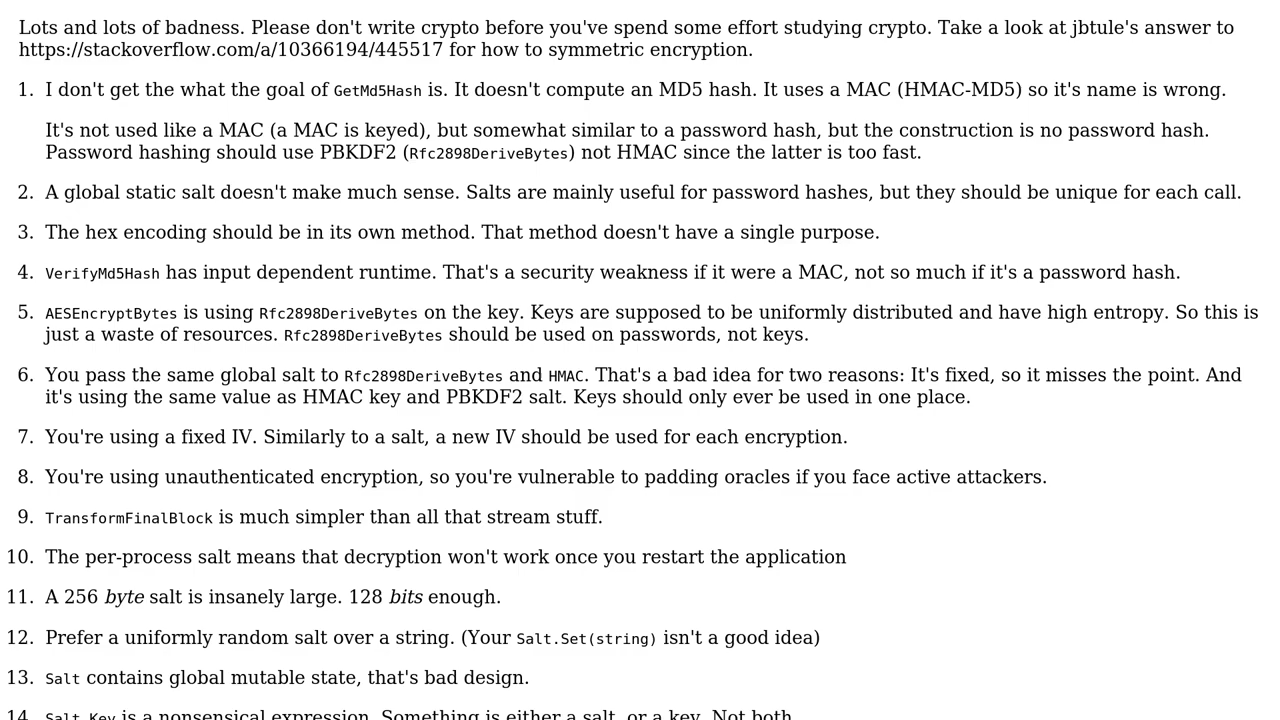 Lots and lots of badness. Please don't write crypto before you've spend some effort studying crypto. Take a look at jbtule's answer to
https://stackoverflow.com/a/10366194/445517 for how to symmetric encryption.
1. I don't get the what the goal of GetMd5Hash is. It doesn't compute an MD5 hash. It uses a MAC (HMAC-MD5) so it's name is wrong.
It's not used like a MAC (a MAC is keyed), but somewhat similar to a password hash, but the construction is no password hash.
Password hashing should use PBKDF2 (Rfc2898DeriveBytes) not HMAC since the latter is too fast.
2. A global static salt doesn't make much sense. Salts are mainly useful for password hashes, but they should be unique for each call.
3. The hex encoding should be in its own method. That method doesn't have a single purpose.
4. VerifyMd5Hash has input dependent runtime. That's a security weakness if it were a MAC, not so much if it's a password hash.
5. AESEncryptBytes is using Rfc2898DeriveBytes on the key. Keys are supposed to be uniformly distributed and have high entropy. So this is
just a waste of resources. Rfc2898DeriveBytes should be used on passwords, not keys.
6. You pass the same global salt to Rfc2898DeriveBytes and HMAC. That's a bad idea for two reasons: It's fixed, so it misses the point. And
it's using the same value as HMAC key and PBKDF2 salt. Keys should only ever be used in one place.
7. You're using a fixed IV. Similarly to a salt, a new IV should be used for each encryption.
8. You're using unauthenticated encryption, so you're vulnerable to padding oracles if you face active attackers.
9. TransformFinalBlock is much simpler than all that stream stuff.
10. The per-process salt means that decryption won't work once you restart the application
11. A 256 byte salt is insanely large. 128 bits enough.
12. Prefer a uniformly random salt over a string. (Your Salt.Set(string) isn't a good idea)
13. Salt contains global mutable state, that's bad design.
14. Salt.Key is a nonsensical expression. Something is either a salt, or a key. Not both.